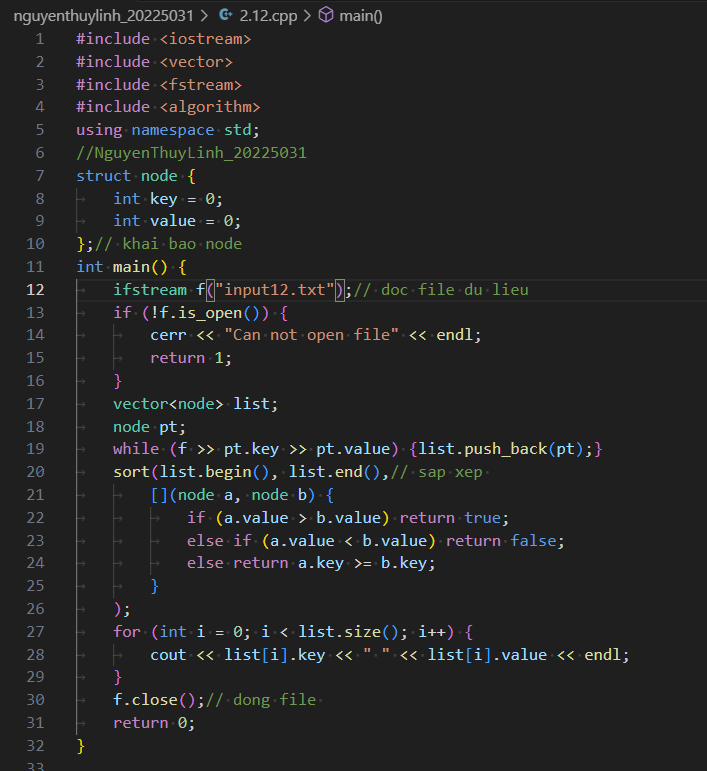 nguyenthuylinh_20225031 > 2.12.cpp > main()
1 #include <iostream>
2 #include <vector>
3 #include <fstream>
4 #include <algorithm>
5 using namespace std;
6 //NguyenThuyLinh_20225031
7 struct node {
8 int key = 0;
9 int value = 0;
10 };// khai bao node
11 int main() {
12 ifstream f("input12.txt");// doc file du lieu
13 if (!f.is_open()) {
14 cerr << "Can not open file" << endl;
15 return 1;
16 }
17 vector<node> list;
18 node pt;
19 while (f >> pt.key >> pt.value) {list.push_back(pt);}
20 sort(list.begin(), list.end(),// sap xep
21 [](node a, node b) {
22 if (a.value > b.value) return true;
23 else if (a.value < b.value) return false;
24 else return a.key >= b.key;
25 }
26 );
27 for (int i = 0; i < list.size(); i++) {
28 cout << list[i].key << " " << list[i].value << endl;
29 }
30 f.close();// dong file
31 return 0;
32 }
33